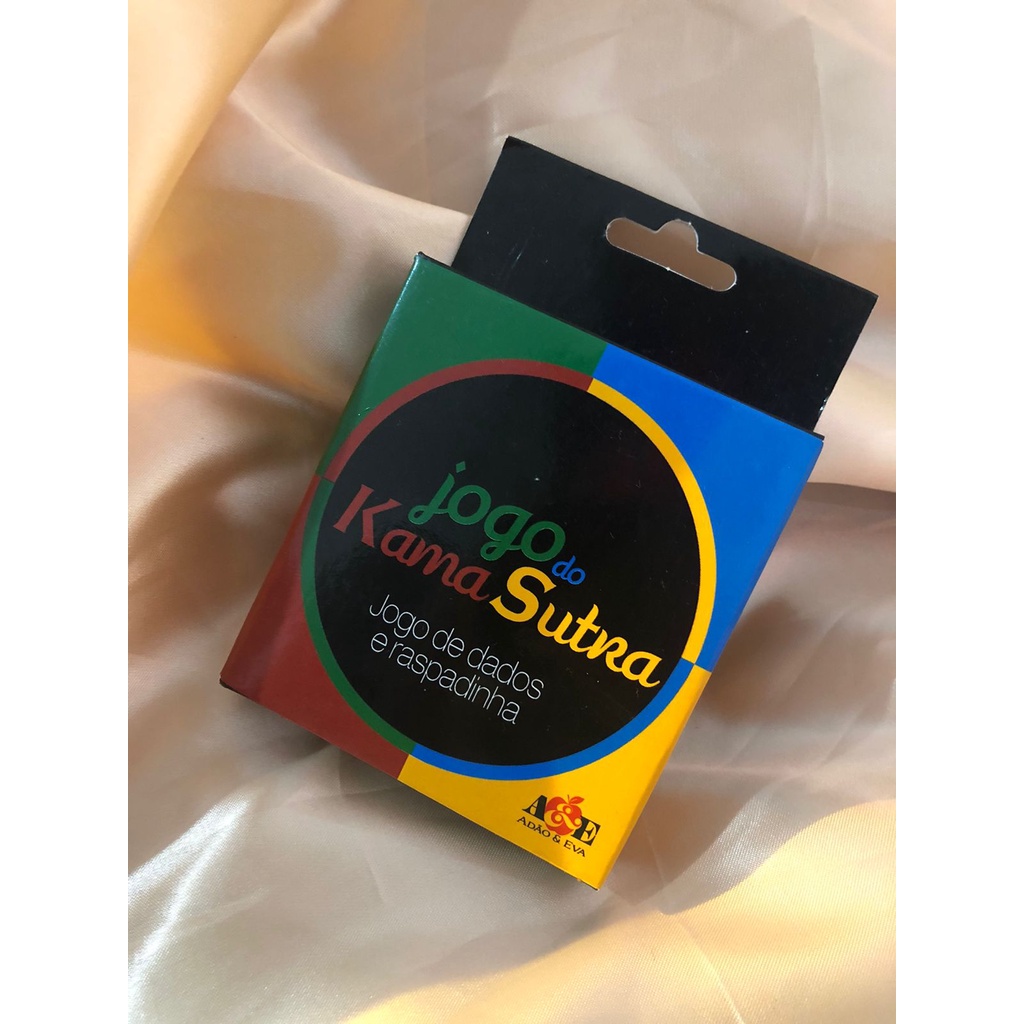 jogo do
Kama Sutra
Jogo de dados
e raspadinha
A&E
ADÃO & EVA